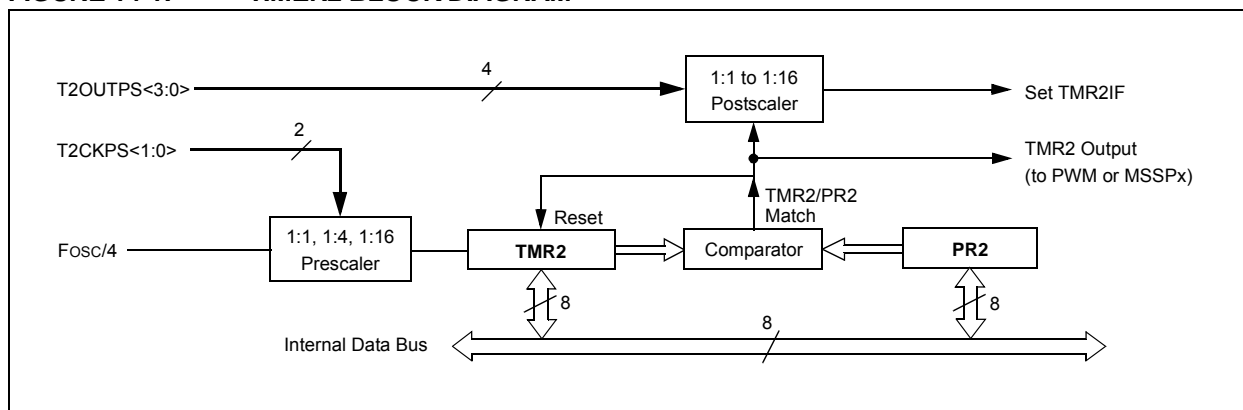 T2OUTPS<3:0>
4
1:1 to 1:16
Postscaler
Set TMR2IF
T2CKPS<1:0>
2
TMR2 Output
(to PWM or MSSPx)
TMR2/PR2
Match
Reset
FOSC/4
1:1, 1:4, 1:16
Prescaler
TMR2
Comparator
PR2
8
8
8
Internal Data Bus